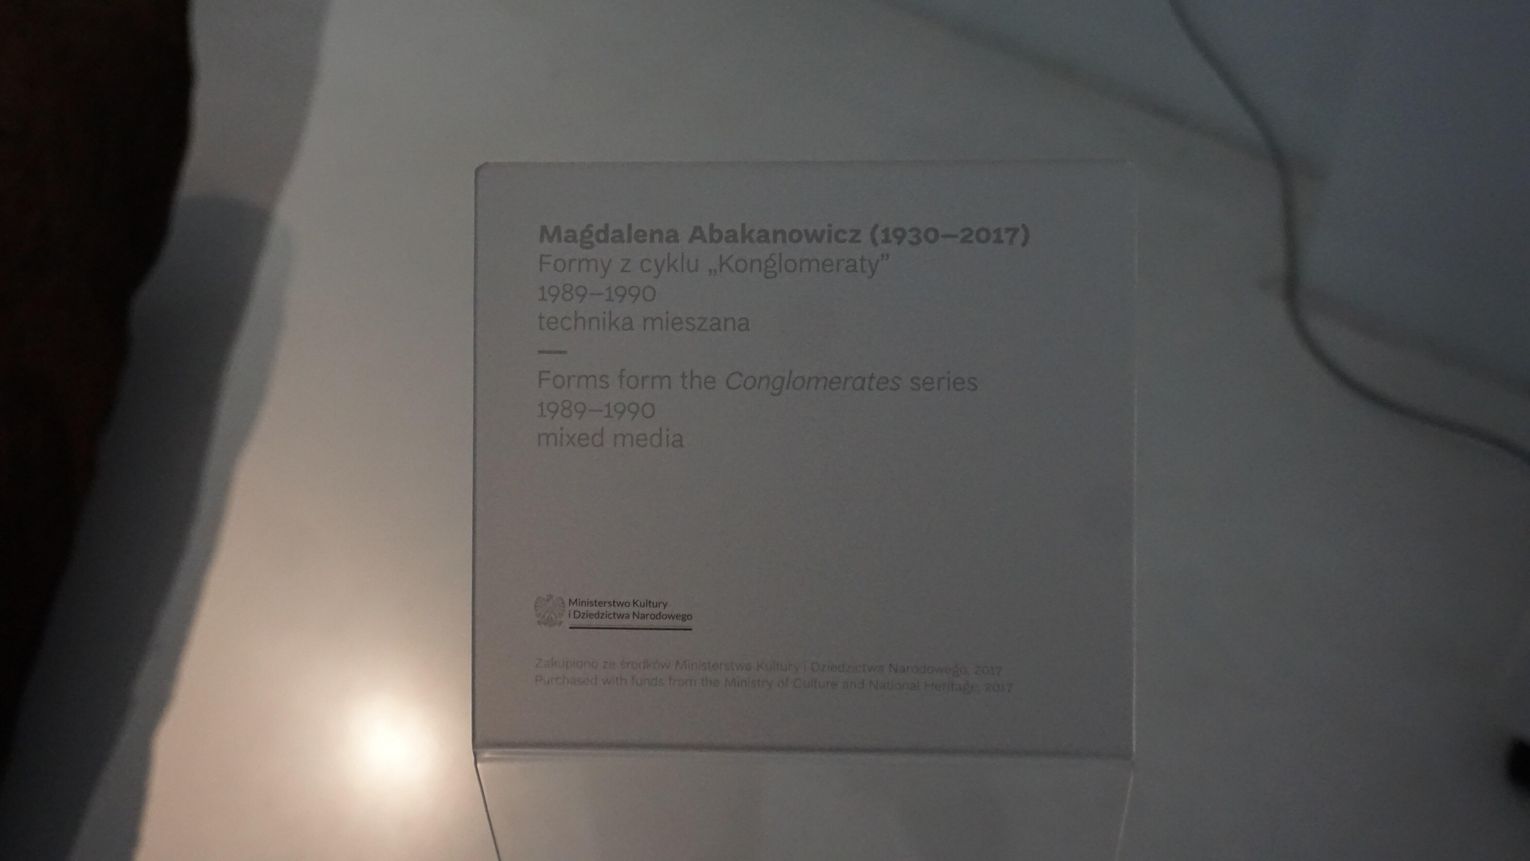 Magdalena Abakanowicz (1930–2017)
Formy z cyklu „Konglomeraty”
1989–1990
technika mieszana
—
Forms form the Conglomerates series
1989–1990
mixed media
Ministerstwo Kultury
i Dziedzictwa Narodowego
Zakupiono ze środków Ministerstwa Kultury i Dziedzictwa Narodowego, 2017
Purchased with funds from the Ministry of Culture and National Heritage, 2017